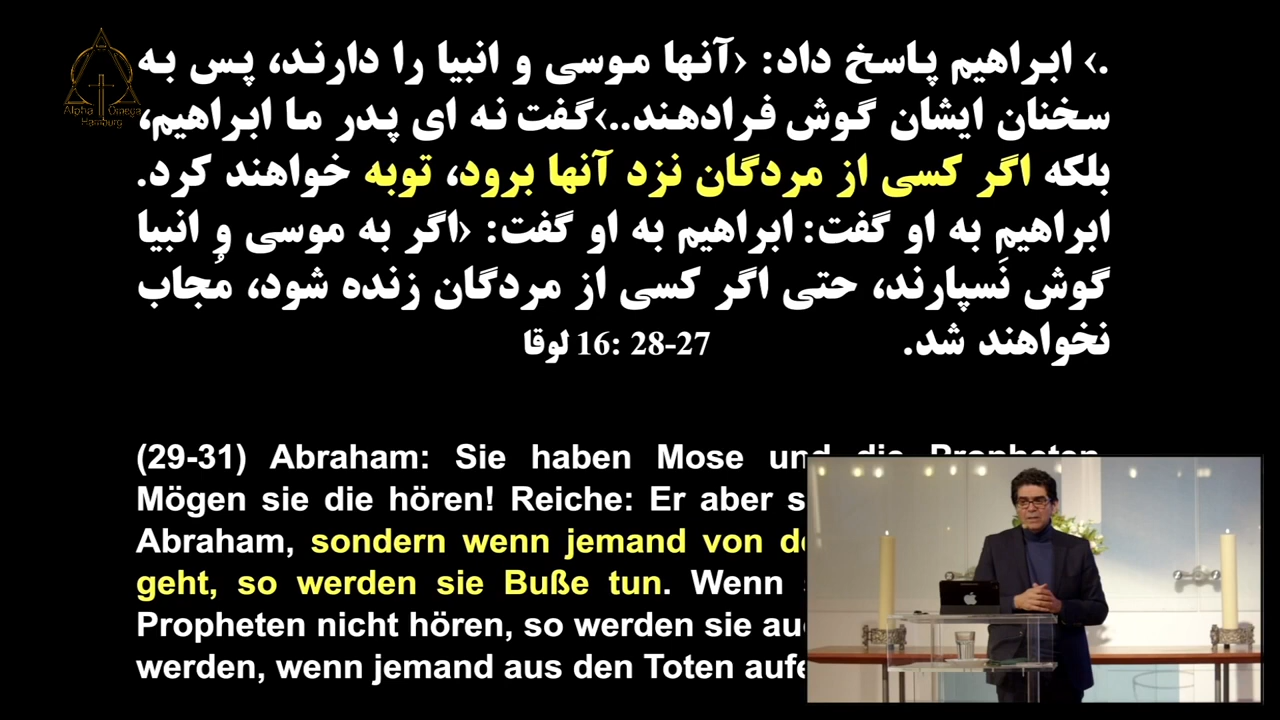 Alpha Omega
Hamburg
.› ابراهیم پاسخ داد: ‹آنها موسی و انبیا را دارند، پس به
سخنان ایشان گوش فرادهند..›گفت نه ای پدر ما ابراهیم،
بلکه اگر کسی از مردگان نزد آنها برود، توبه خواهند کرد.
ابراهیم به او گفت: ابراهیم به او گفت: ‹اگر به موسی و انبیا
گوش نَسپارند، حتی اگر کسی از مردگان زنده شود، مُجاب
نخواهند شد. 27-28 :16 لوقا
(29-31) Abraham: Sie haben Mose und die Propheten
Mögen sie die hören! Reiche: Er aber
Abraham, sondern wenn jemand von
geht, so werden sie Buße tun. Wenn
Propheten nicht hören, so werden sie
werden, wenn jemand aus den Toten